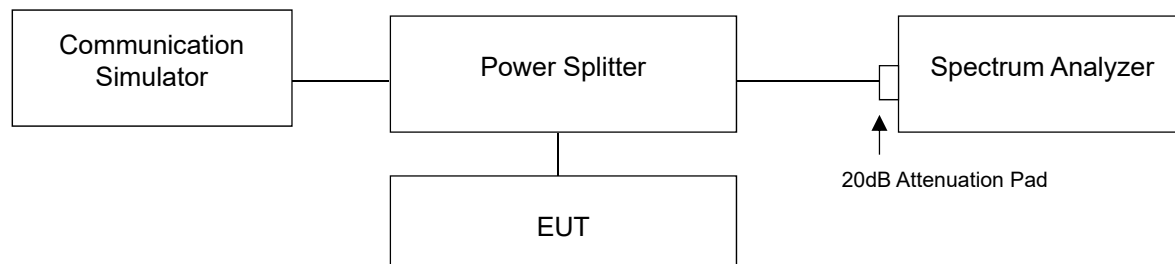 Communication
Simulator
Power Splitter
Spectrum Analyzer
20dB Attenuation Pad
EUT